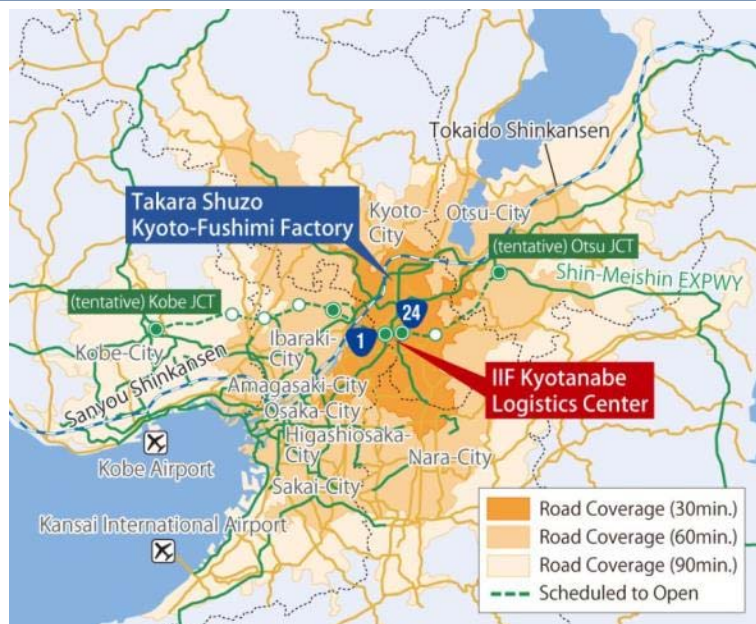 Tokaido Shinkansen
Takara Shuzo
Kyoto-Fushimi Factory
Kyoto-
City
Otsu-City
(tentative) Otsu JCT
Shin-Meishin EXPWY
(tentative) Kobe JCT
24
1
Kobe-City
Ibaraki-
City
Sanyou Shinkansen
IIF Kyotanabe
Logistics Center
Amagasaki-City
Osaka-City
Higashiosaka-
City
Kobe Airport
Nara-City
Sakai-City
Kansai International Airport
Road Coverage (30min.)
Road Coverage (60min.)
Road Coverage (90min.)
Scheduled to Open